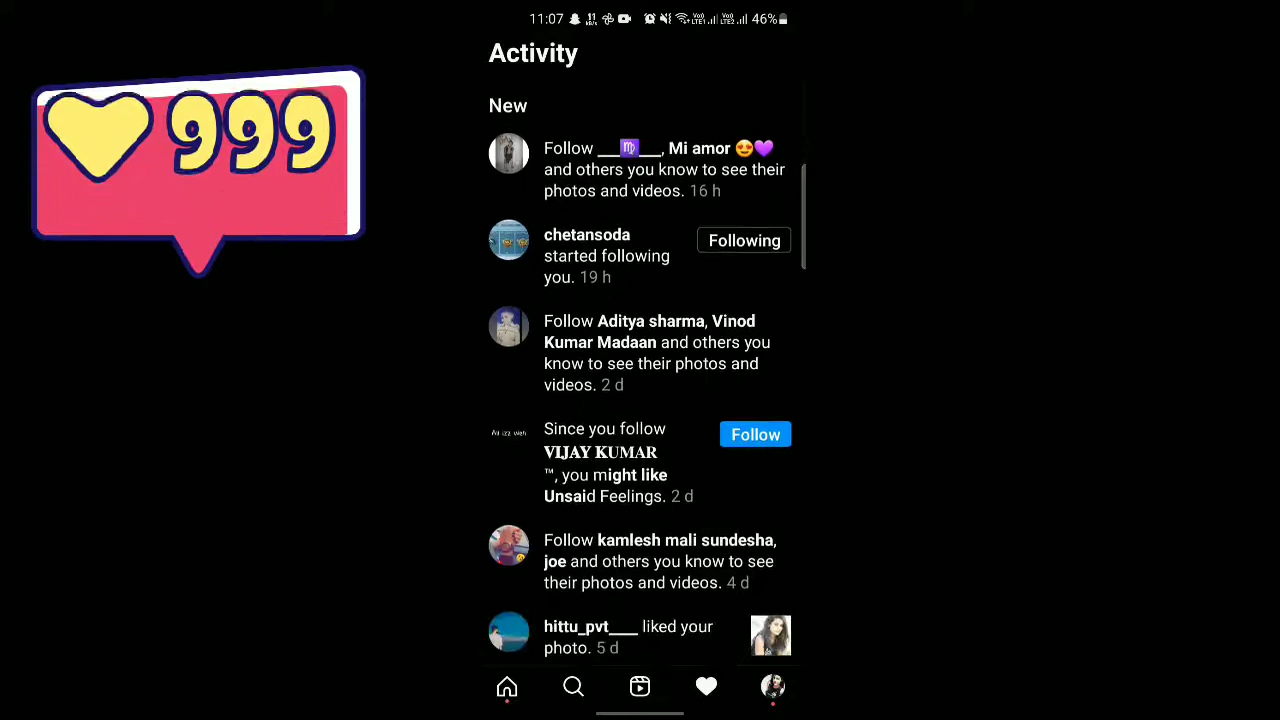 11:07
46%
999
Activity
New
Follow ___♍___, Mi amor 😍💜
and others you know to see their
photos and videos. 16 h
chetansoda
started following
you. 19 h
Following
Follow Aditya sharma, Vinod
Kumar Madaan and others you
know to see their photos and
videos. 2 d
Since you follow
𝐕𝐈𝐉𝐀𝐘 𝐊𝐔𝐌𝐀𝐑
™, you might like
Unsaid Feelings. 2 d
Follow
Follow kamlesh mali sundesha,
joe and others you know to see
their photos and videos. 4 d
hittu_pvt____ liked your
photo. 5 d